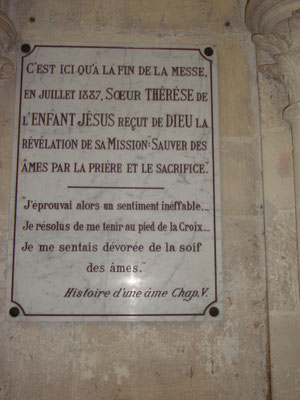 C'EST ICI QU'À LA FIN DE LA MESSE,
EN JUILLET 1887, SŒUR THÉRÈSE DE
L'ENFANT JÉSUS REÇUT DE DIEU LA
RÉVÉLATION DE SA MISSION: "SAUVER DES
ÂMES PAR LA PRIÈRE ET LE SACRIFICE."
"J'éprouvai alors un sentiment ineffable...
Je résolus de me tenir au pied de la Croix...
Je me sentais dévorée de la soif
des âmes."
Histoire d'une âme Chap. V.